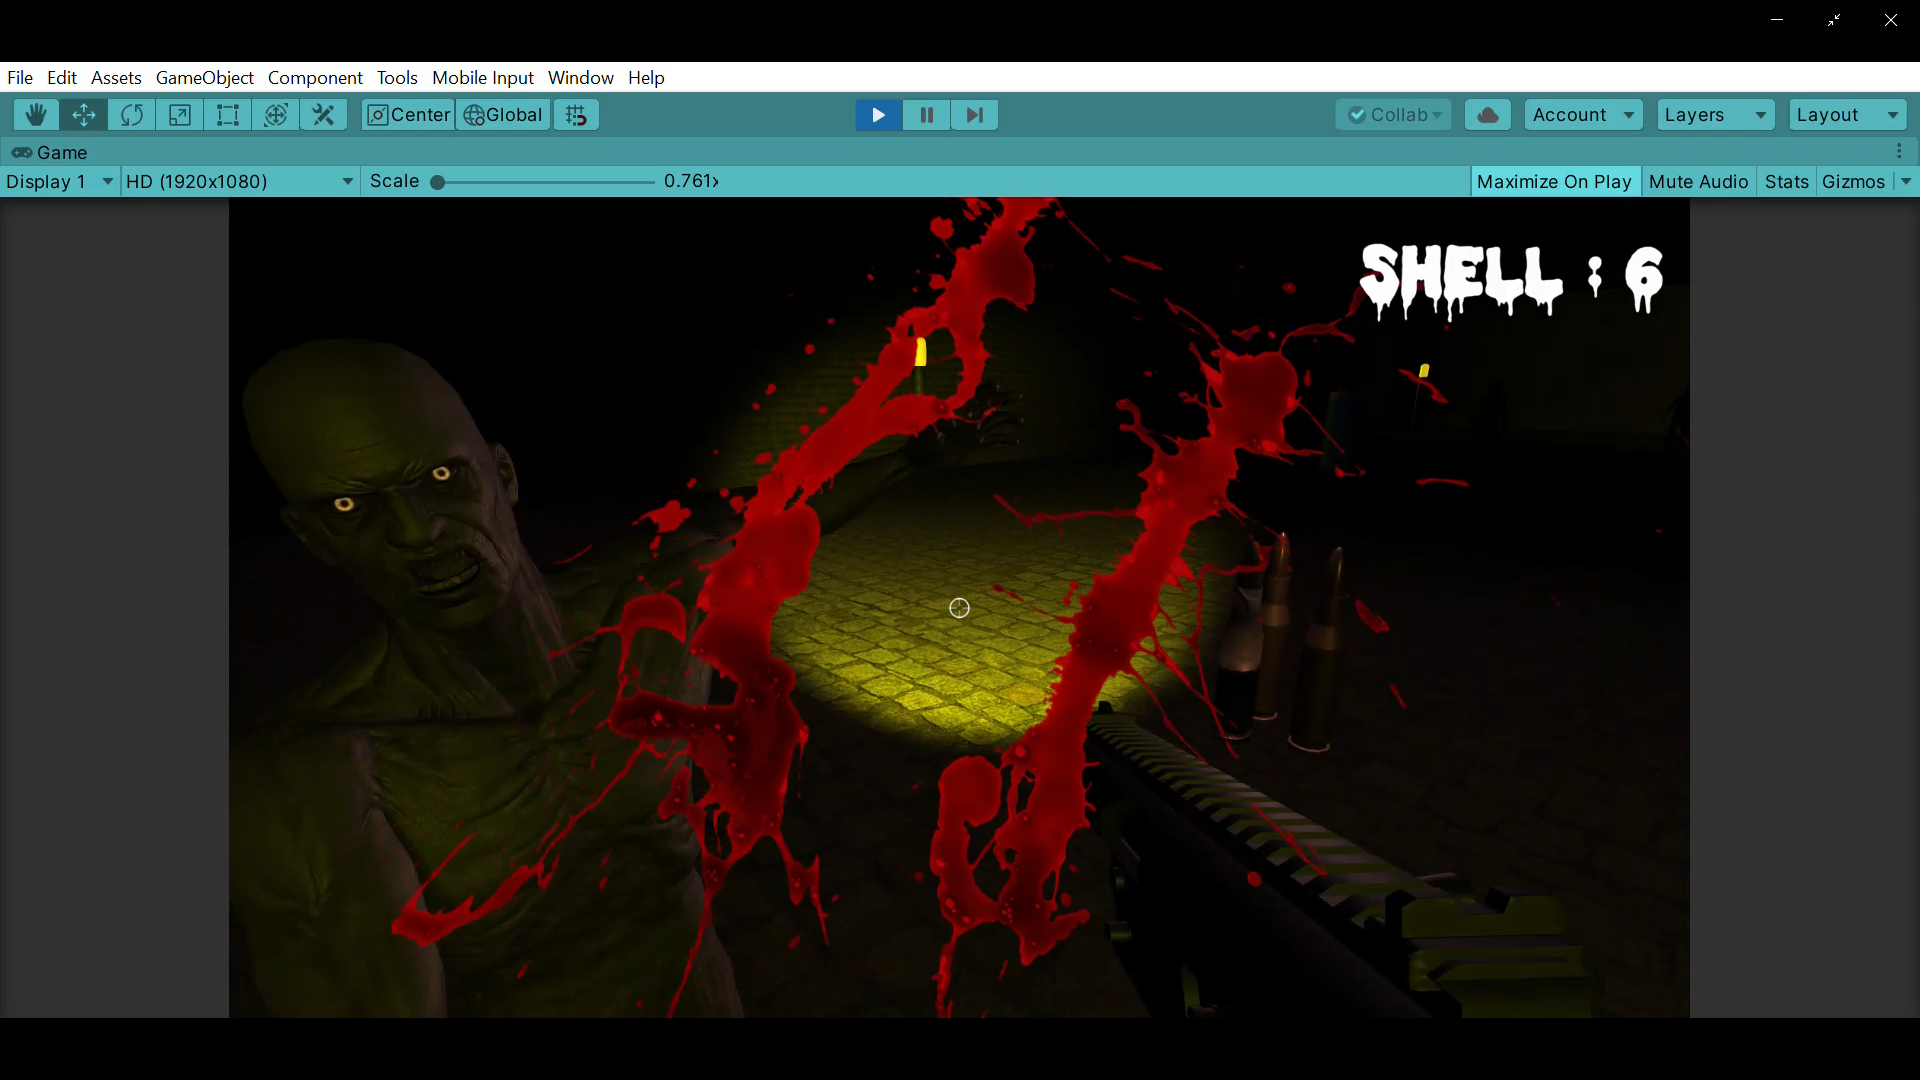 File Edit Assets GameObject Component Tools Mobile Input Window Help
Center Global Collab Account Layers Layout
Game
Display 1 HD (1920x1080) Scale 0.761x Maximize On Play Mute Audio Stats Gizmos
SHELL : 6